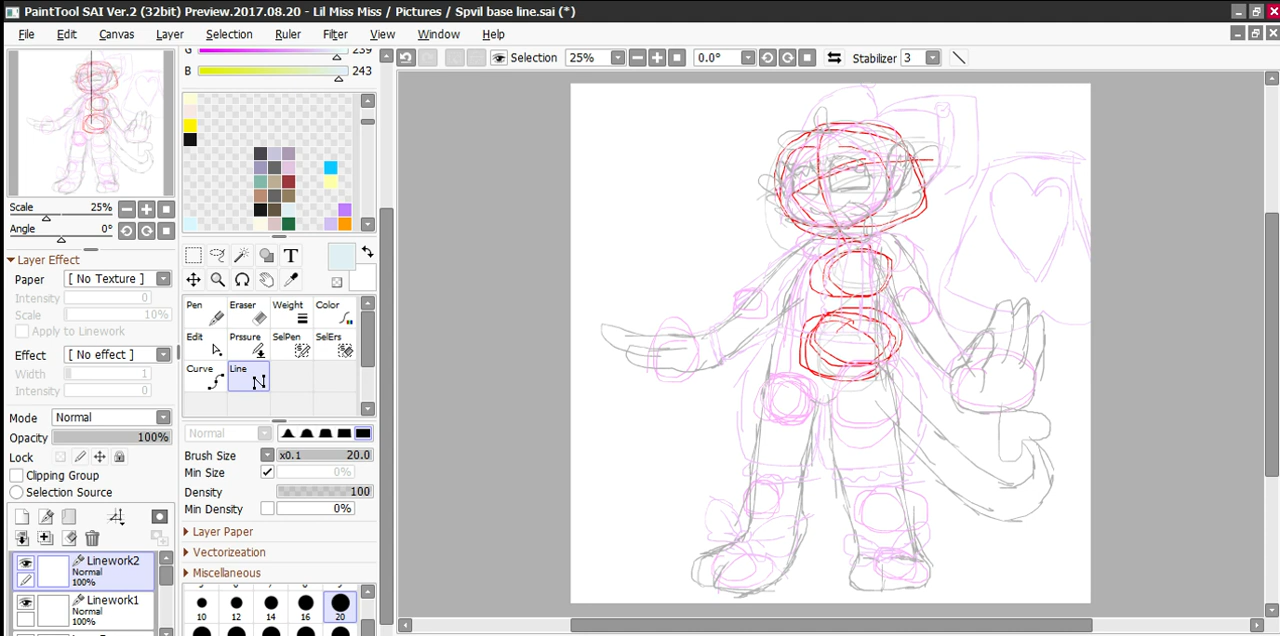 PaintTool SAI Ver.2 (32bit) Preview.2017.08.20 - Lil Miss Miss / Pictures / Spvil base line.sai (*)
File Edit Canvas Layer Selection Ruler Filter View Window Help
G 239
B 243
Selection 25% 0.0° Stabilizer 3
Scale 25%
Angle 0°
Layer Effect
Paper [ No Texture ]
Intensity 0
Scale 10%
Apply to Linework
Effect [ No effect ]
Width 1
Intensity 0
Mode Normal
Opacity 100%
Lock
Clipping Group
Selection Source
Linework2
Normal
100%
Linework1
Normal
100%
T
Pen Eraser Weight Color
Edit Prssure SelPen SelErs
Curve Line
Normal
Brush Size x0.1 20.0
Min Size 0%
Density 100
Min Density 0%
Layer Paper
Vectorization
Miscellaneous
10 12 14 16 20